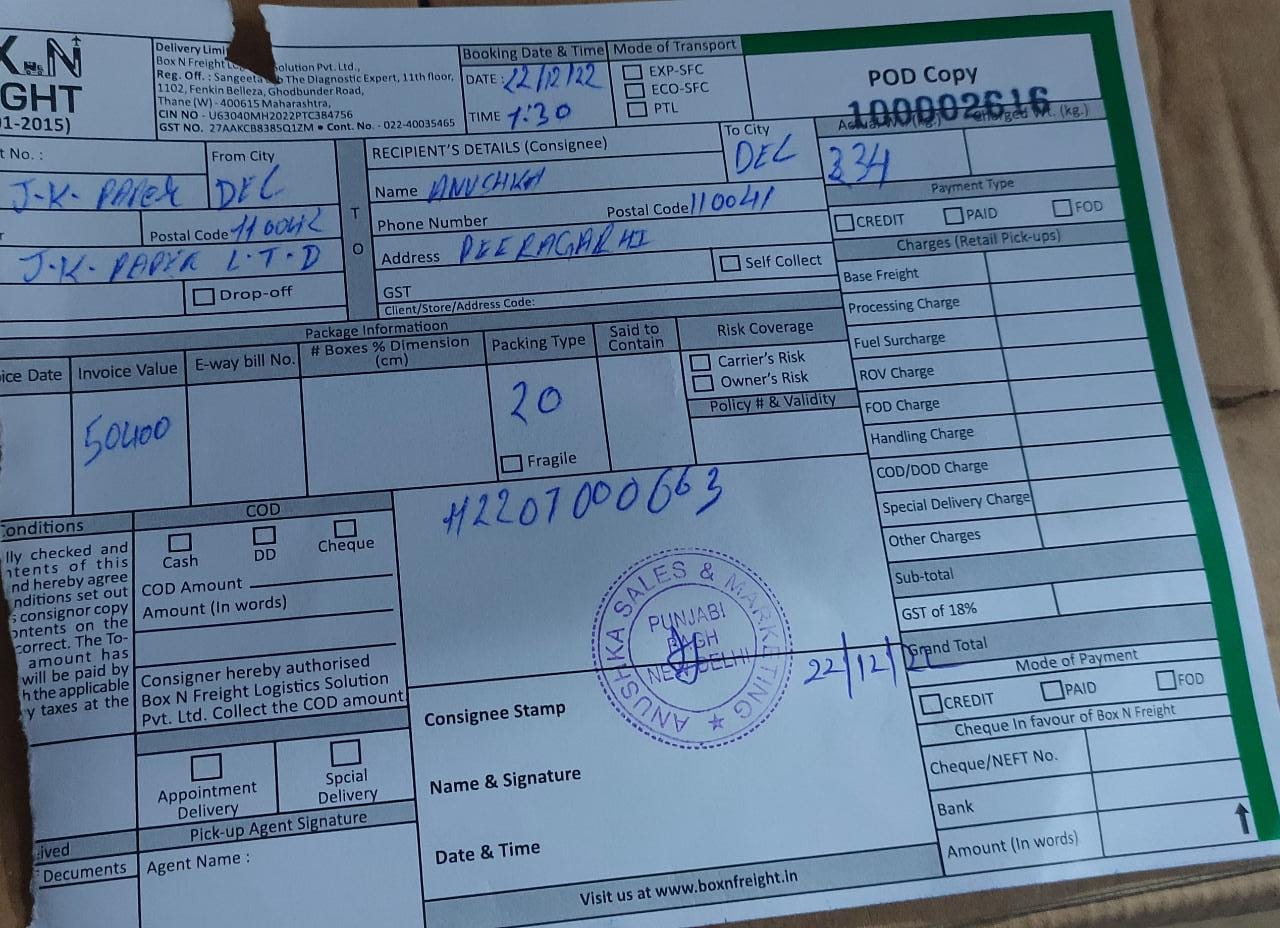 X N
GHT
01-2015)
Delivery Limi
Box N Freight L olution Pvt. Ltd.,
Reg. Off. : Sangeeta b The Diagnostic Expert, 11th floor,
1102, Fenkin Belleza, Ghodbunder Road,
Thane (W) - 400615 Maharashtra,
CIN NO - U63040MH2022PTC384756
GST NO. 27AAKCB8385Q1ZM • Cont. No. - 022-40035465
Booking Date & Time
DATE : 22/12/22
TIME 1:30
Mode of Transport
EXP-SFC
ECO-SFC
PTL
POD Copy
100002616
t No. :
J.K. PAPER
From City
DEL
Postal Code 110042
J.K. PAPER L.T.D
Drop-off
T
O
RECIPIENT'S DETAILS (Consignee)
Name ANUSHKA
To City
DEL
Phone Number
Postal Code 110041
Address PEERAGARHI
Self Collect
GST
Client/Store/Address Code:
Actual Wt. (kg.)
334
Charged Wt. (kg.)
Payment Type
CREDIT PAID FOD
Charges (Retail Pick-ups)
Base Freight
Processing Charge
Fuel Surcharge
ROV Charge
FOD Charge
Handling Charge
COD/DOD Charge
Special Delivery Charge
Other Charges
Sub-total
GST of 18%
Grand Total
Mode of Payment
CREDIT PAID FOD
Cheque In favour of Box N Freight
Cheque/NEFT No.
Bank
Amount (In words)
Package Informatioon
ice Date
Invoice Value
50400
E-way bill No.
# Boxes % Dimension
(cm)
Packing Type
20
Fragile
Said to
Contain
Risk Coverage
Carrier's Risk
Owner's Risk
Policy # & Validity
H2207000663
onditions
lly checked and
ntents of this
nd hereby agree
nditions set out
s consignor copy
ontents on the
correct. The To-
amount has
will be paid by
h the applicable
y taxes at the
COD
Cash DD Cheque
COD Amount
Amount (In words)
Consigner hereby authorised
Box N Freight Logistics Solution
Pvt. Ltd. Collect the COD amount
Appointment
Delivery
Spcial
Delivery
Pick-up Agent Signature
Agent Name :
eived
Documents
ANUSHKA SALES & MARKETING ★
PUNJABI
BAGH
NEW DELHI
22/12/22
Consignee Stamp
Name & Signature
Date & Time
Visit us at www.boxnfreight.in